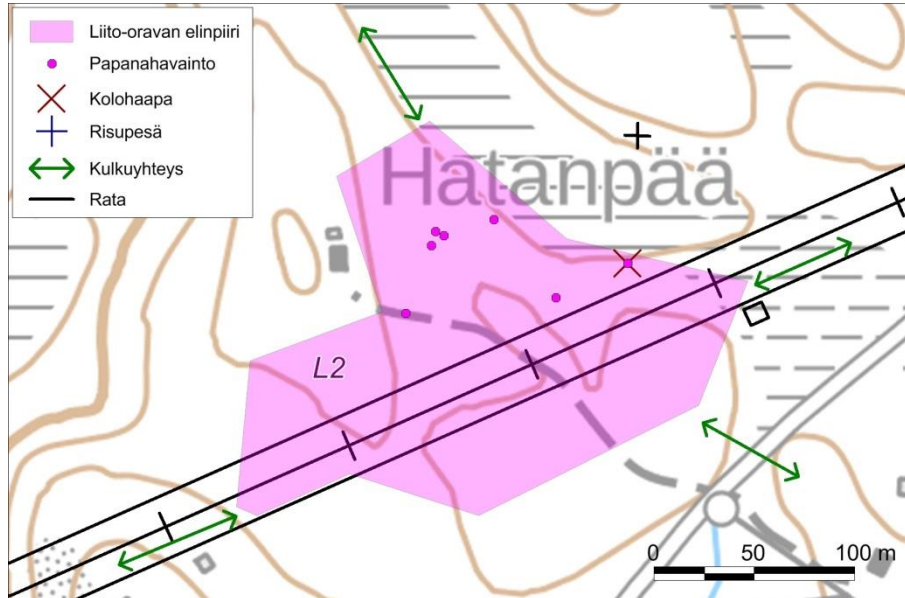 Liito-oravan elinpiiri
Papanahavainto
Kolohaapa
Risupesä
Kulkuyhteys
Rata
Hatanpää
L2
0 50 100 m